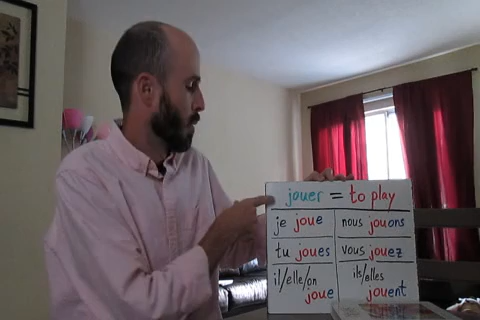 jouer = to play
je joue
nous jouons
tu joues
vous jouez
il/elle/on
joue
ils/elles
jouent